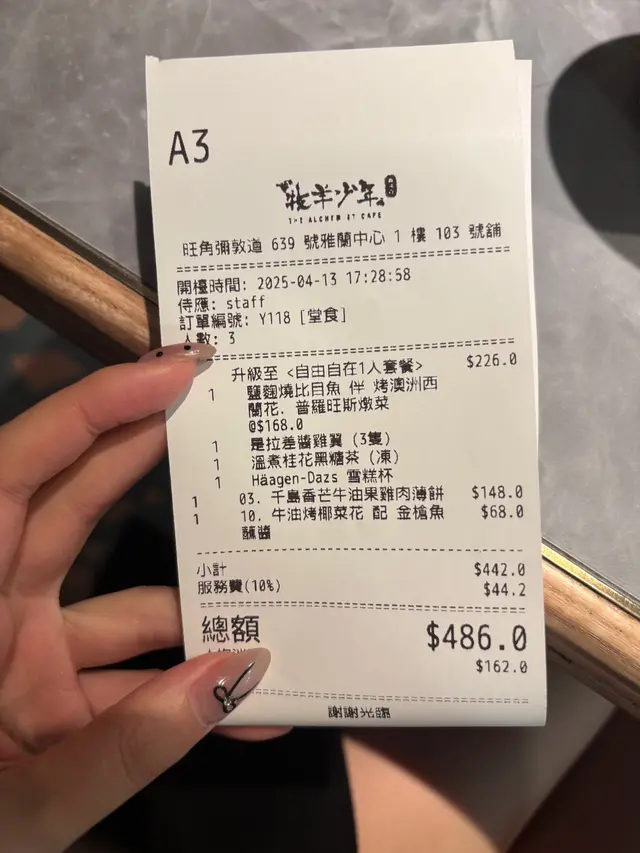 A3
牧羊少年
THE ALCHEMIST CAFE
旺角彌敦道 639 號雅蘭中心 1 樓 103 號舖
開檯時間: 2025-04-13 17:28:58
侍應: staff
訂單編號: Y118 [堂食]
人數: 3
升級至 <自由自在1人套餐> $226.0
1 鹽麴燒比目魚 伴 烤澳洲西
蘭花. 普羅旺斯燉菜
@$168.0
1 是拉差醬雞翼 (3隻)
1 溫煮桂花黑糖茶 (凍)
1 Häagen-Dazs 雪糕杯
1 03. 千島香芒牛油果雞肉薄餅 $148.0
1 10. 牛油烤椰菜花 配 金槍魚 $68.0
蘸醬
小計 $442.0
服務費(10%) $44.2
總額 $486.0
$162.0
謝謝光臨